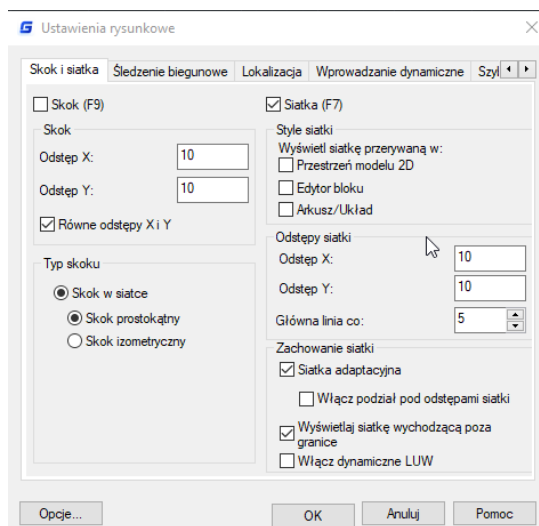 Ustawienia rysunkowe
Skok i siatka Śledzenie biegunowe Lokalizacja Wprowadzanie dynamiczne
Skok (F9)
Skok
Odstęp X: 10
Odstęp Y: 10
Równe odstępy X i Y
Typ skoku
Skok w siatce
Skok prostokątny
Skok izometryczny
Siatka (F7)
Style siatki
Wyświetl siatkę przerywaną w:
Przestrzeń modelu 2D
Edytor bloku
Arkusz/Układ
Odstępy siatki
Odstęp X: 10
Odstęp Y: 10
Główna linia co: 5
Zachowanie siatki
Siatka adaptacyjna
Włącz podział pod odstępami siatki
Wyświetlaj siatkę wychodzącą poza
granice
Włącz dynamiczne LUW
Opcje... OK Anuluj Pomoc